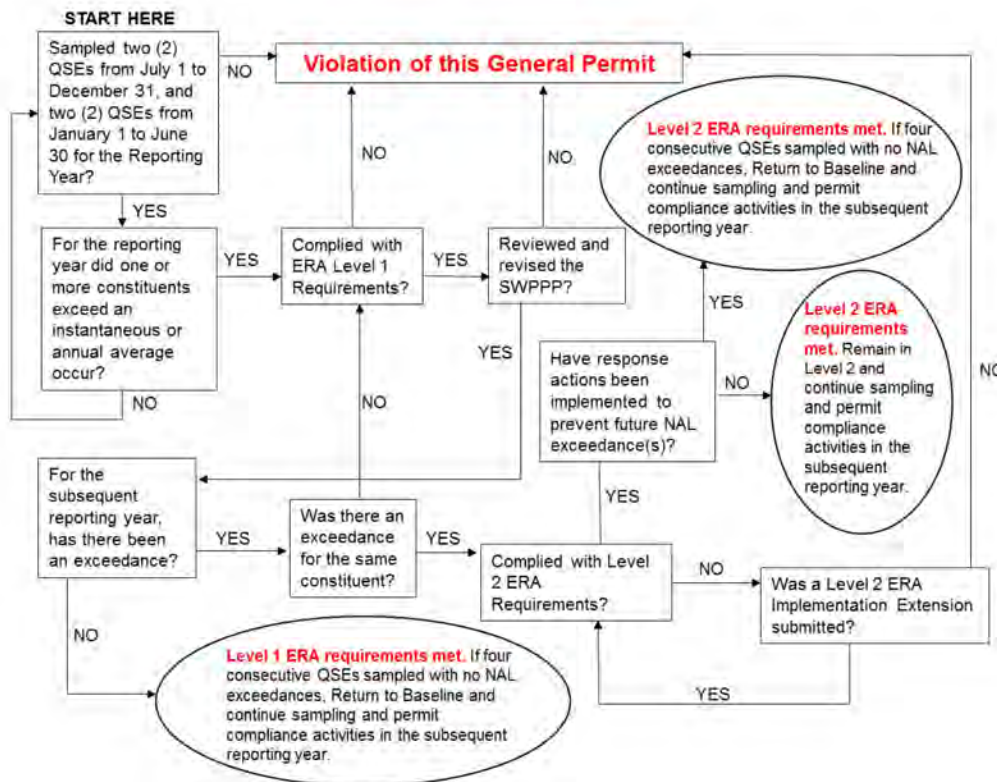 START HERE
Sampled two (2)
QSEs from July 1 to
December 31, and
two (2) QSEs from
January 1 to June
30 for the Reporting
Year?
NO
Violation of this General Permit
YES
For the reporting
year did one or
more constituents
exceed an
instantaneous or
annual average
occur?
NO
YES
Complied with
ERA Level 1
Requirements?
NO
YES
Reviewed and
revised the
SWPPP?
NO
YES
Level 2 ERA requirements met. If four
consecutive QSEs sampled with no NAL
exceedances, Return to Baseline and
continue sampling and permit
compliance activities in the subsequent
reporting year.
YES
Have response
actions been
implemented to
prevent future NAL
exceedance(s)?
NO
Level 2 ERA
requirements
met. Remain in
Level 2 and
continue sampling
and permit
compliance
activities in the
subsequent
reporting year.
NO
For the
subsequent
reporting year,
has there been
an exceedance?
YES
NO
Was there an
exceedance
for the same
constituent?
NO
YES
YES
Complied with Level
2 ERA
Requirements?
NO
Was a Level 2 ERA
Implementation Extension
submitted?
YES
Level 1 ERA requirements met. If four
consecutive QSEs sampled with no NAL
exceedances, Return to Baseline and
continue sampling and permit
compliance activities in the subsequent
reporting year.